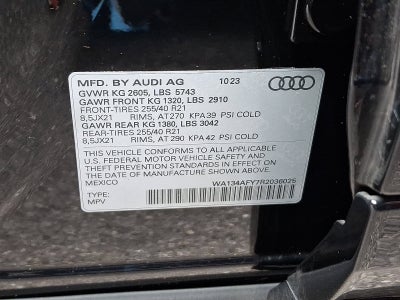 MFD. BY AUDI AG 10 23
GVWR KG 2605, LBS 5743
GAWR FRONT KG 1320, LBS 2910
FRONT-TIRES 255/40 R21
8,5JX21 RIMS, AT 270 KPA 39 PSI COLD
GAWR REAR KG 1380, LBS 3042
REAR-TIRES 255/40 R21
8,5JX21 RIMS, AT 290 KPA 42 PSI COLD
THIS VEHICLE CONFORMS TO ALL APPLICABLE
U.S. FEDERAL MOTOR VEHICLE SAFETY AND
THEFT PREVENTION STANDARDS IN EFFECT ON
THE DATE OF MANUFACTURE SHOWN ABOVE.
MEXICO
WA134AFY7R2036025
TYPE:
MPV